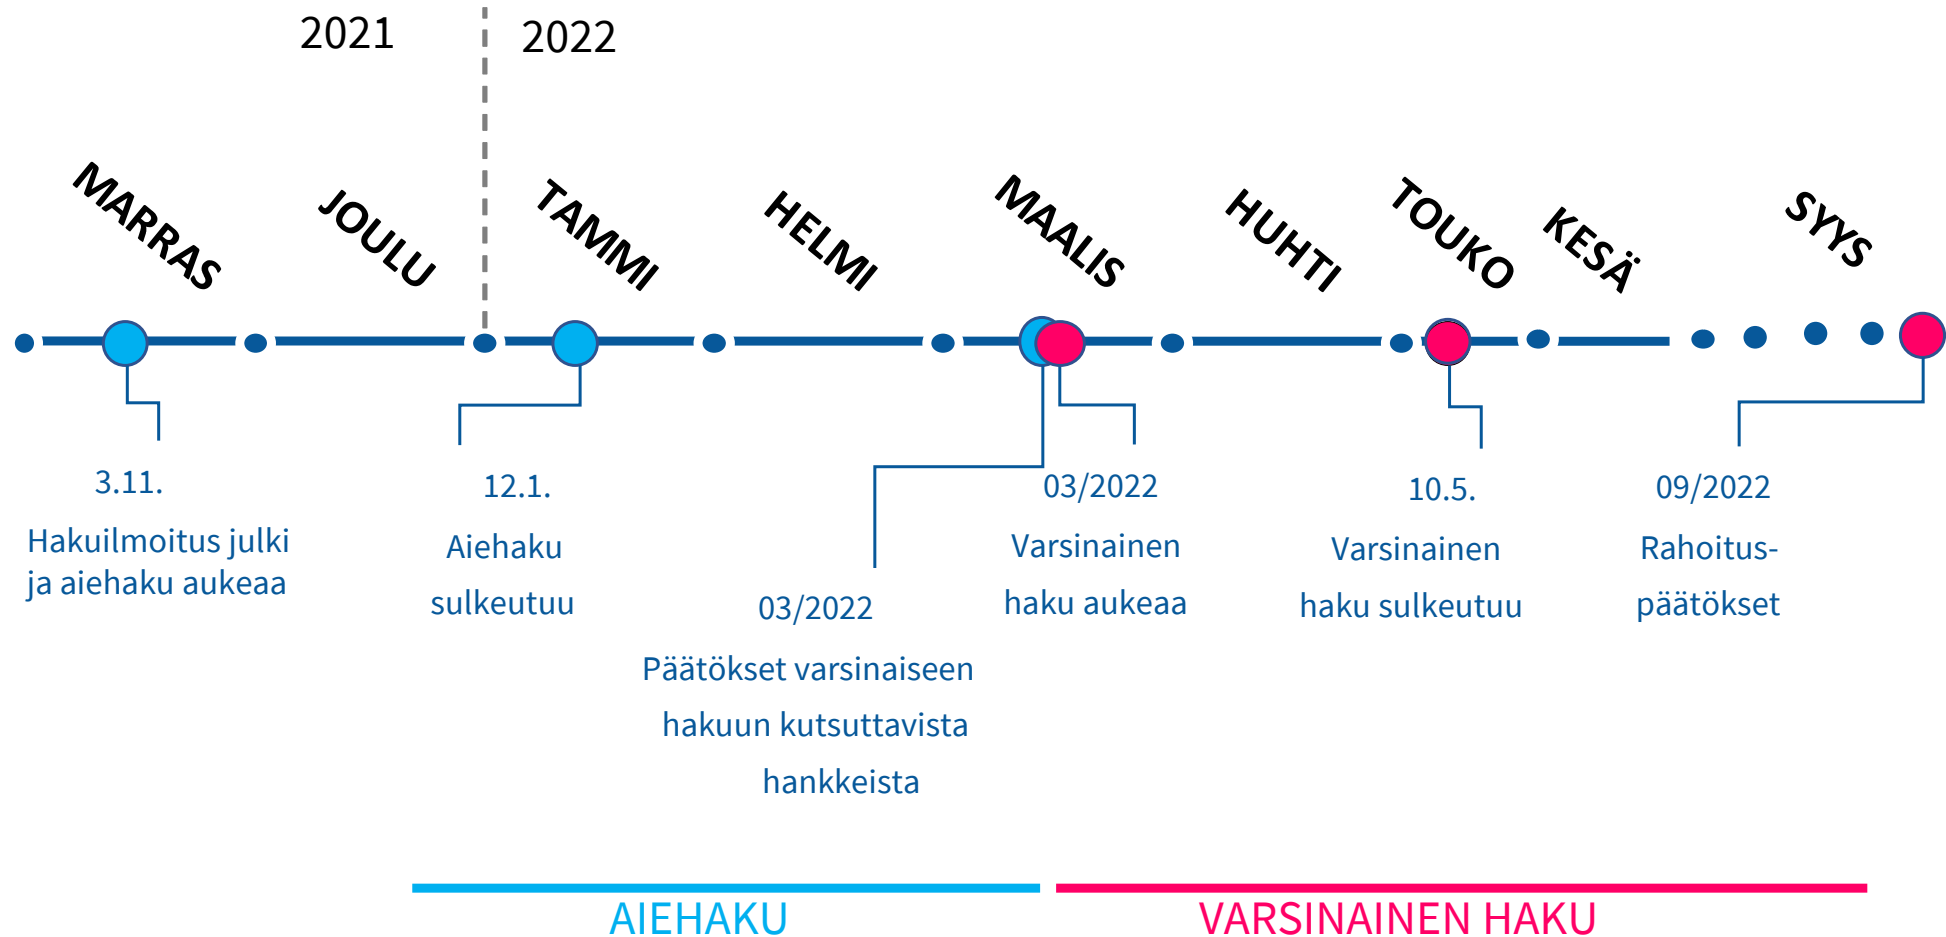 2021
2022
MARRAS
JOULU
TAMMI
HELMI
MAALIS
HUHTI
TOUKO
KESÄ
SYYS
3.11.
Hakuilmoitus julki
ja aiehaku aukeaa
12.1.
Aiehaku
sulkeutuu
03/2022
Päätökset varsinaiseen
hakuun kutsuttavista
hankkeista
03/2022
Varsinainen
haku aukeaa
10.5.
Varsinainen
haku sulkeutuu
09/2022
Rahoitus-
päätökset
AIEHAKU
VARSINAINEN HAKU